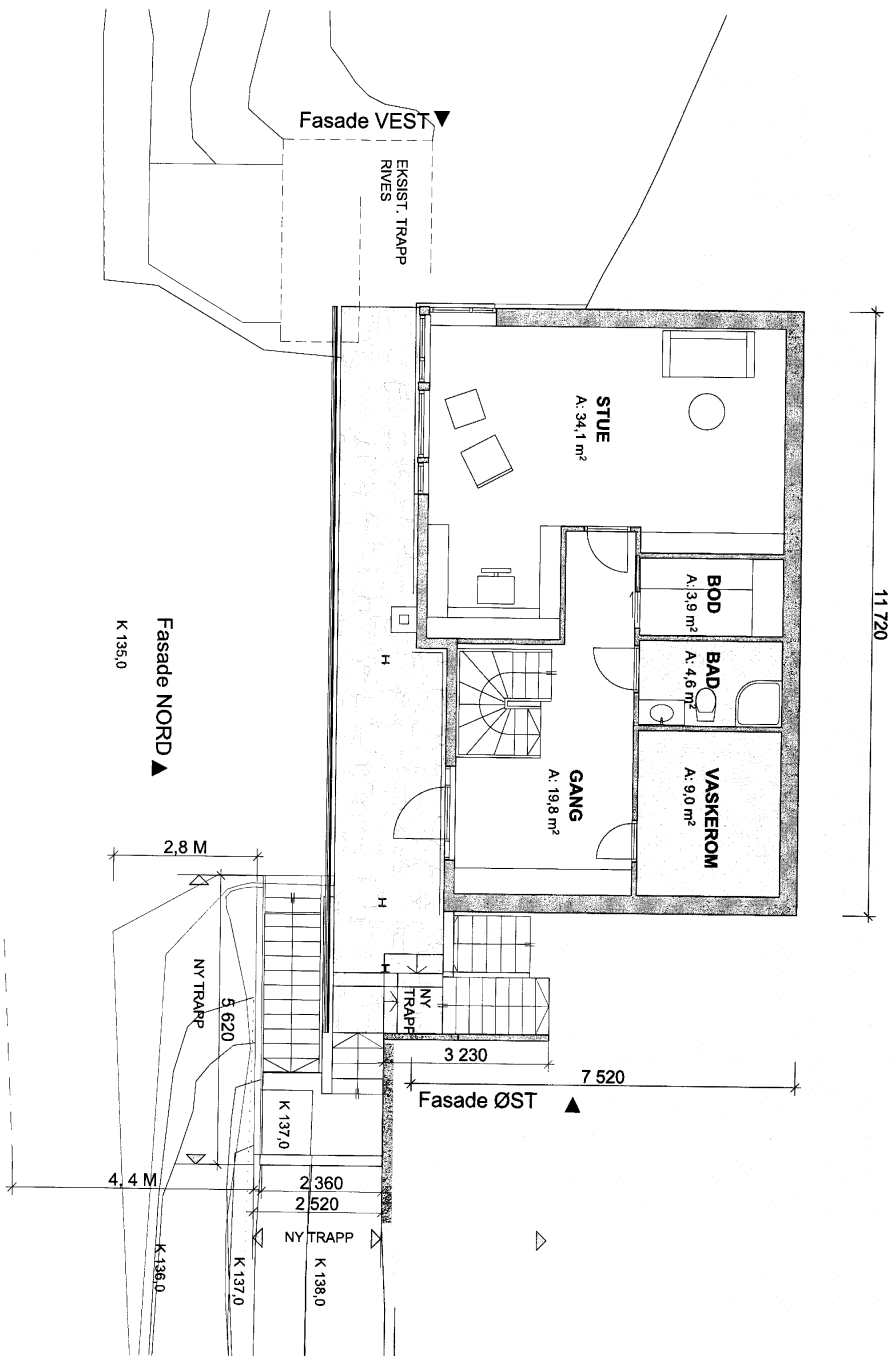 Fasade VEST
EKSIST. TRAPP
RIVES
11 720
STUE
A: 34,1 m²
BOD
A: 3,9 m²
BAD
A: 4,6 m²
VASKEROM
A: 9,0 m²
GANG
A: 19,8 m²
Fasade NORD
K 135,0
2,8 M
NY TRAPP
5 620
NY
TRAPP
3 230
7 520
Fasade ØST
K 137,0
4, 4 M
2 360
2 520
NY TRAPP
K 136,0
K 137,0
K 138,0